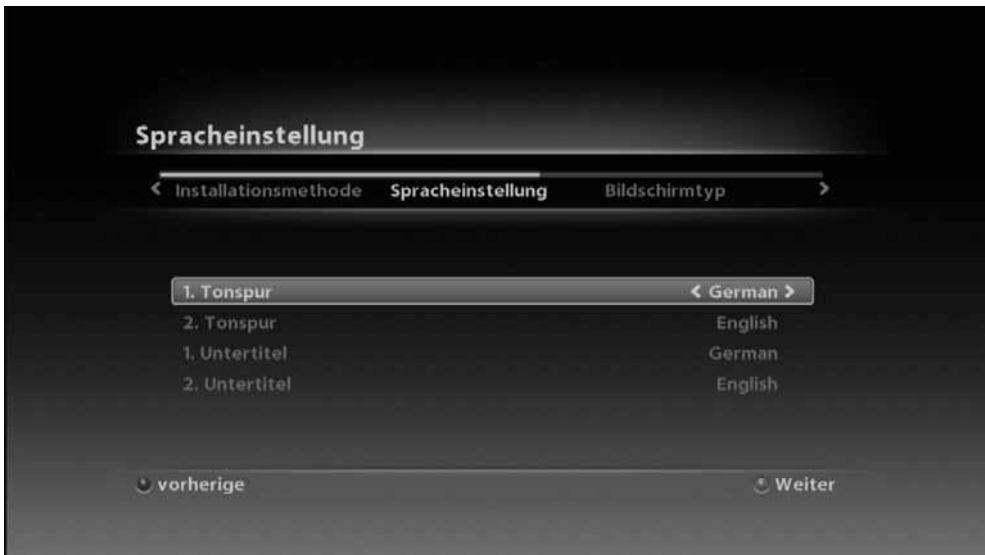 Spracheinstellung
< Installationsmethode Spracheinstellung Bildschirmtyp >
1. Tonspur < German >
2. Tonspur English
1. Untertitel German
2. Untertitel English
vorherige Weiter